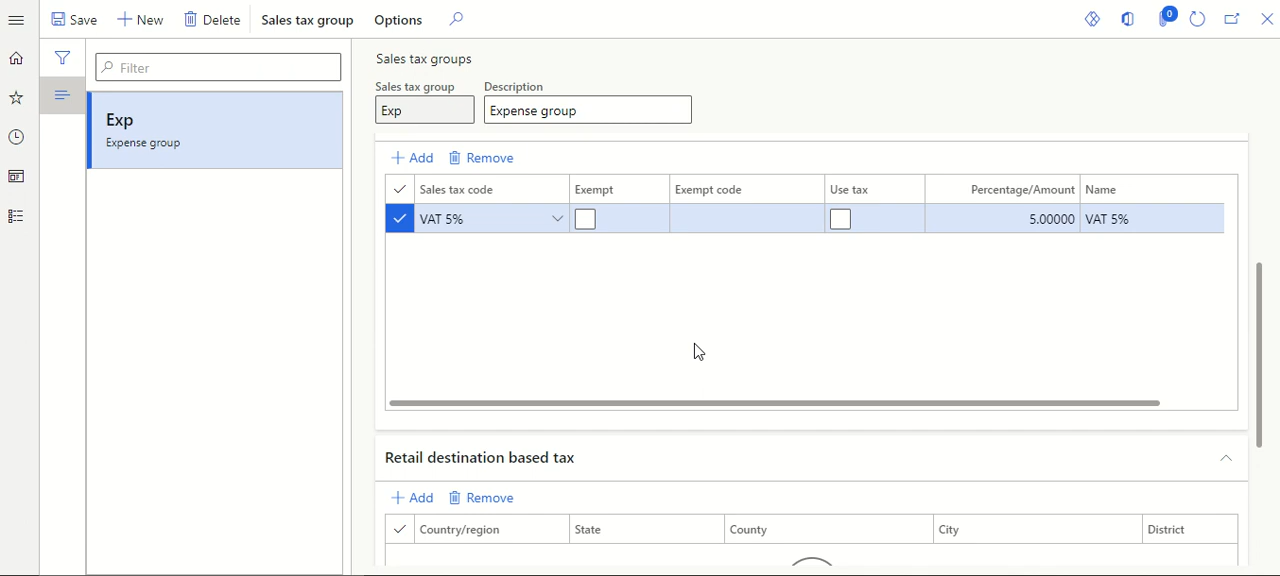 Save New Delete Sales tax group Options 0
Filter
Exp
Expense group
Sales tax groups
Sales tax group Description
Exp Expense group
Add Remove
Sales tax code Exempt Exempt code Use tax Percentage/Amount Name
VAT 5% 5.00000 VAT 5%
Retail destination based tax
Add Remove
Country/region State County City District